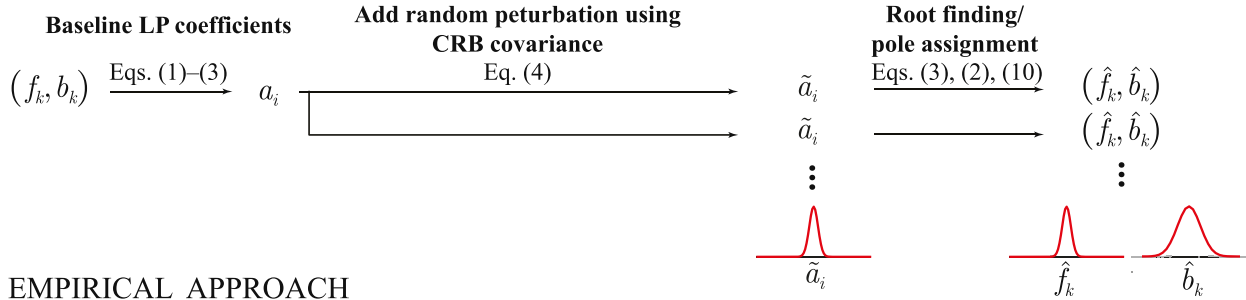 Baseline LP coefficients
Add random peturbation using
CRB covariance
Root finding/
pole assignment
(f_k, b_k) Eqs. (1)–(3) a_i Eq. (4) ã_i Eqs. (3), (2), (10) (f̂_k, b̂_k)
ã_i (f̂_k, b̂_k)
ã_i f̂_k b̂_k
EMPIRICAL APPROACH